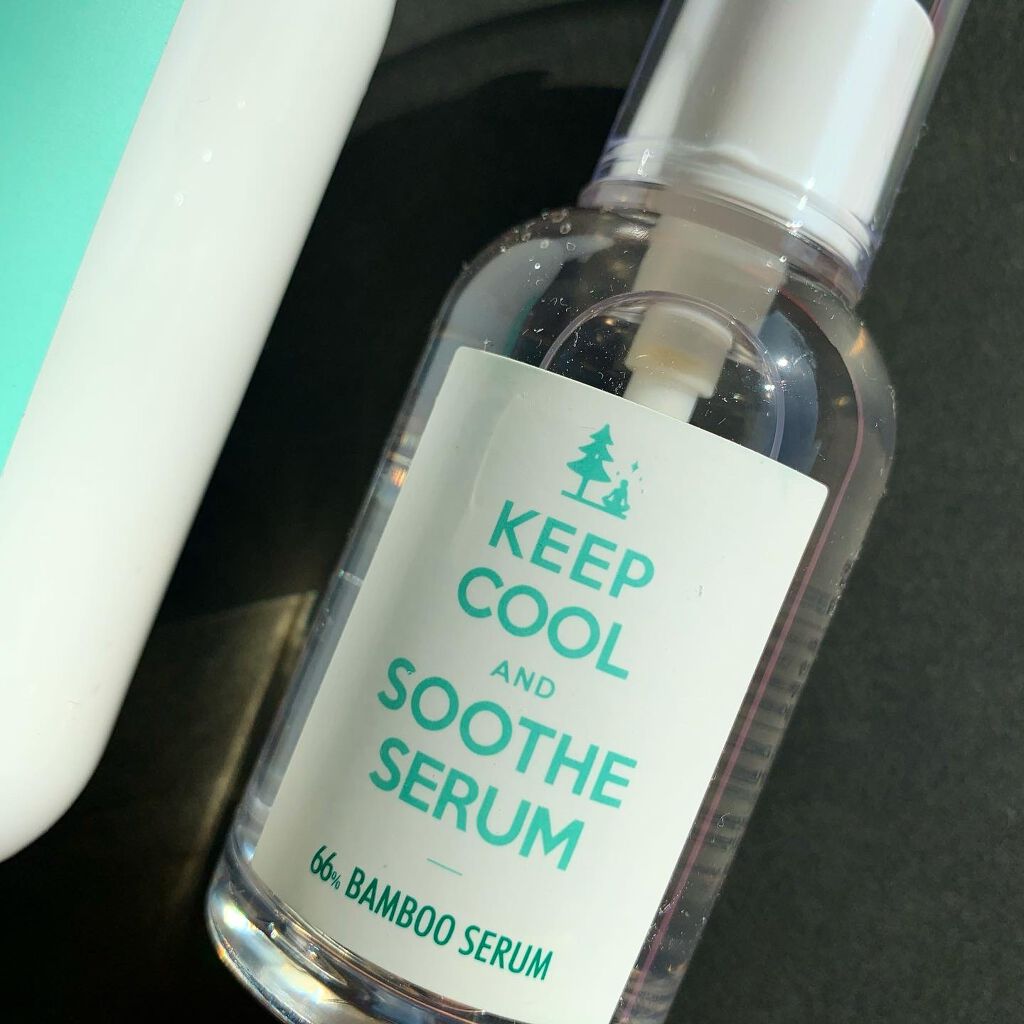 KEEP
COOL
AND
SOOTHE
SERUM
66% BAMBOO SERUM